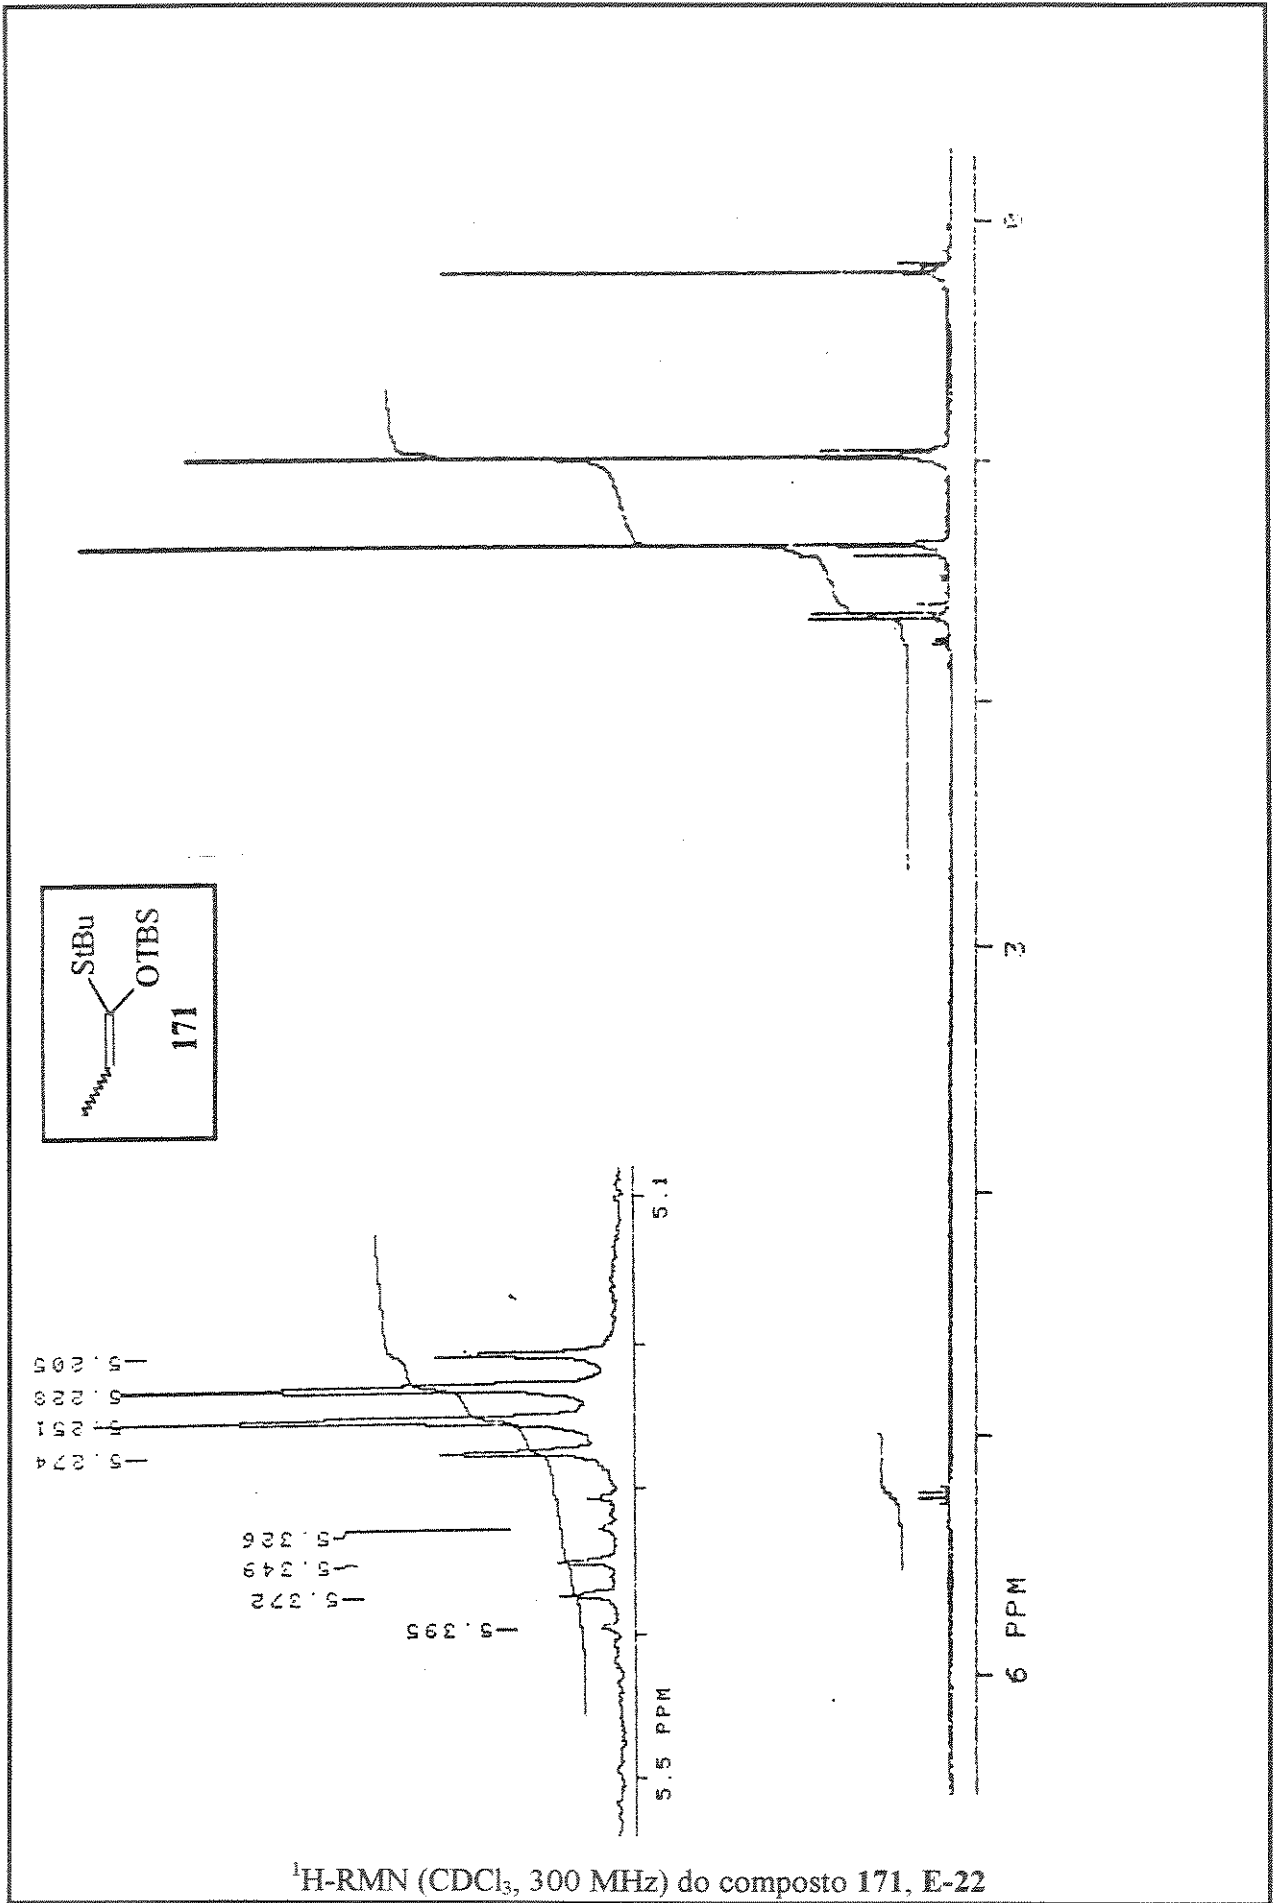 StBu
OTBS
171
5.205
5.228
5.251
5.274
5.326
5.349
5.372
5.395
5.5 PPM
5.1
6 PPM
3
0
¹H-RMN (CDCl₃, 300 MHz) do composto 171, E-22